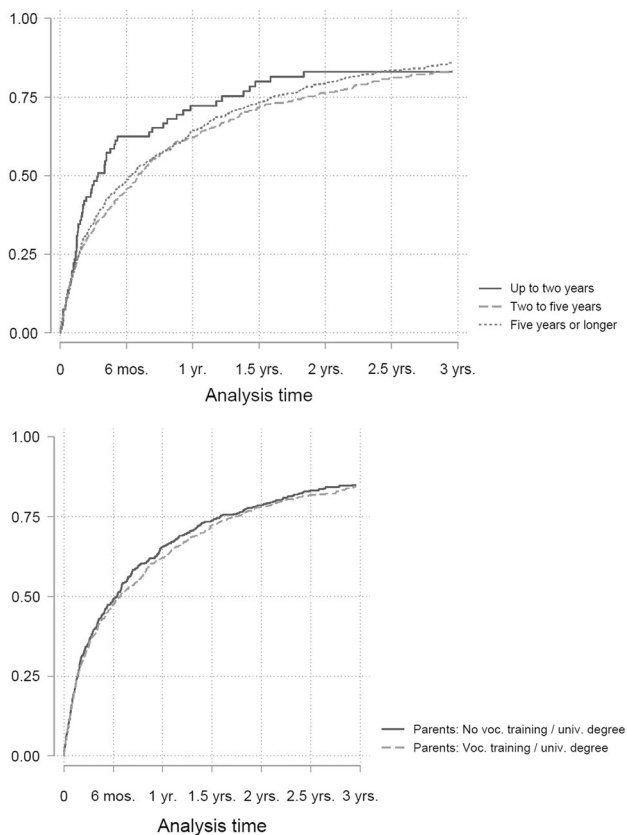 1.00
0.75
0.50
0.25
0.00
0 6 mos. 1 yr. 1.5 yrs. 2 yrs. 2.5 yrs. 3 yrs.
Analysis time
Up to two years
Two to five years
Five years or longer
1.00
0.75
0.50
0.25
0.00
0 6 mos. 1 yr. 1.5 yrs. 2 yrs. 2.5 yrs. 3 yrs.
Analysis time
Parents: No voc. training / univ. degree
Parents: Voc. training / univ. degree